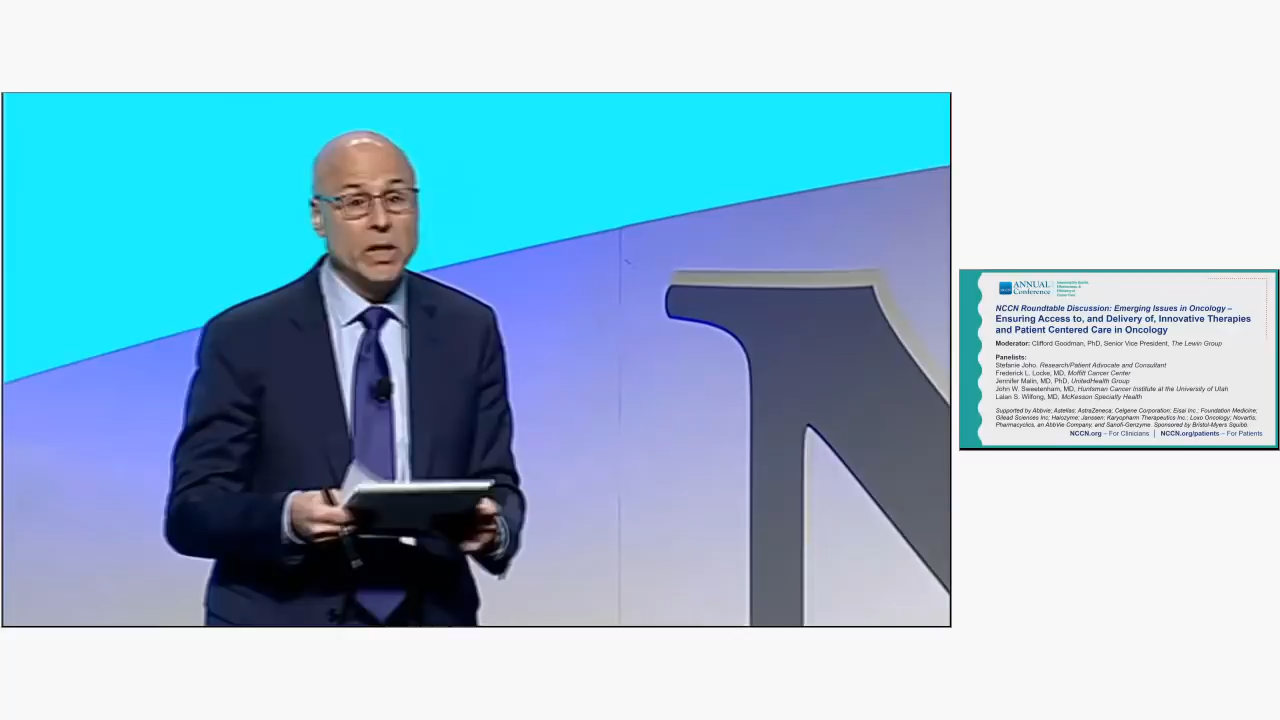 N
ANNUAL
Conference
NCCN Roundtable Discussion: Emerging Issues in Oncology –
Ensuring Access to, and Delivery of, Innovative Therapies
and Patient Centered Care in Oncology
Moderator: Clifford Goodman, PhD, Senior Vice President, The Lewin Group
Panelists:
Stefanie Joho, Research/Patient Advocate and Consultant
Frederick L. Locke, MD, Moffitt Cancer Center
Jennifer Malin, MD, PhD, UnitedHealth Group
John W. Sweetenham, MD, Huntsman Cancer Institute at the University of Utah
Lalan S. Wilfong, MD, McKesson Specialty Health
Supported by Abbvie; Astellas; AstraZeneca; Celgene Corporation; Eisai Inc.; Foundation Medicine;
Gilead Sciences Inc; Halozyme; Janssen; Karyopharm Therapeutics Inc.; Loxo Oncology; Novartis;
Pharmacyclics, an AbbVie Company, and Sanofi-Genzyme. Sponsored by Bristol-Myers Squibb.
NCCN.org – For Clinicians | NCCN.org/patients – For Patients